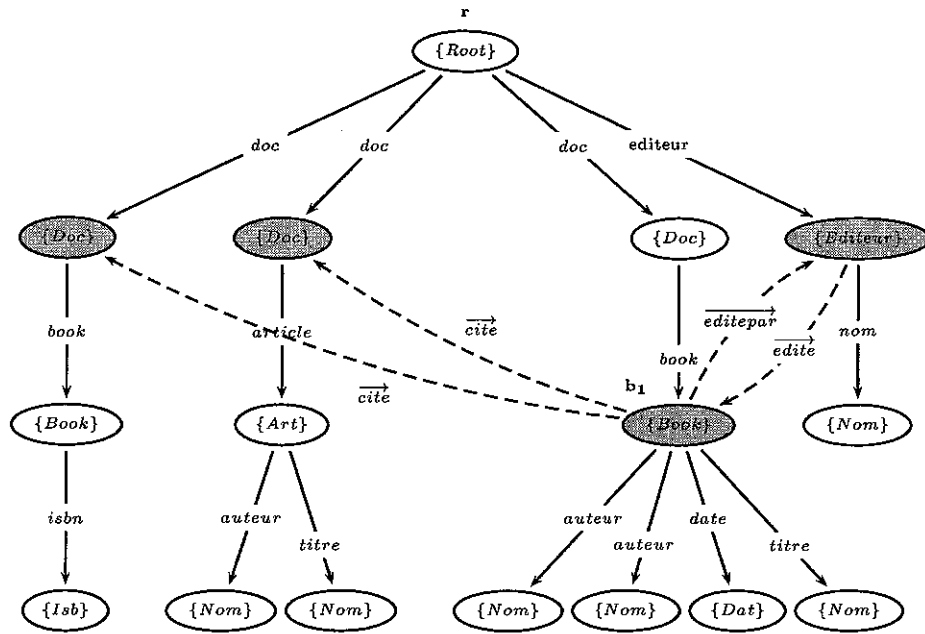 r
{Root}
doc doc doc editeur
{Doc} {Doc} {Doc} {Editeur}
book article cite editepar edite nom
book
cite b1
{Book} {Art} {Book} {Nom}
isbn auteur auteur date titre
titre auteur
{Isb} {Nom} {Nom} {Nom} {Nom} {Dat} {Nom}